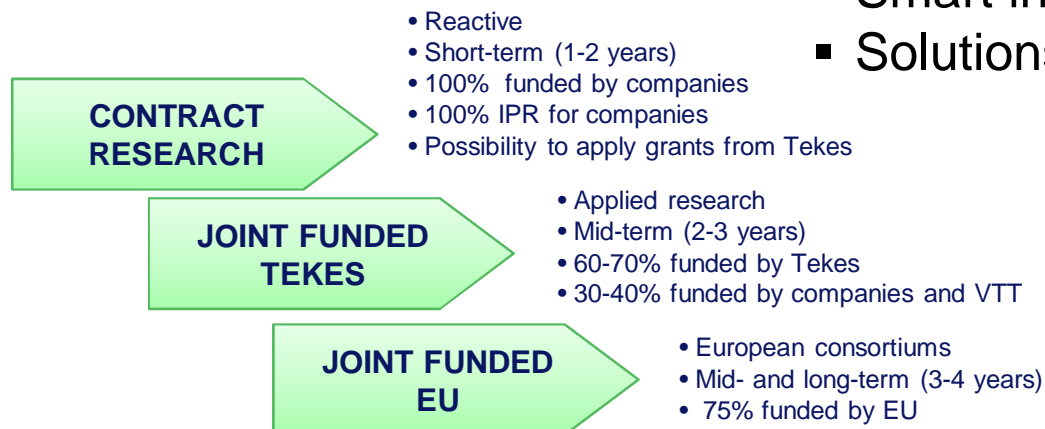 • Reactive
• Short-term (1-2 years)
▪ Solutions
• 100% funded by companies
CONTRACT
RESEARCH
• 100% IPR for companies
• Possibility to apply grants from Tekes
• Applied research
JOINT FUNDED
TEKES
• Mid-term (2-3 years)
• 60-70% funded by Tekes
• 30-40% funded by companies and VTT
JOINT FUNDED
EU
• European consortiums
• Mid- and long-term (3-4 years)
• 75% funded by EU